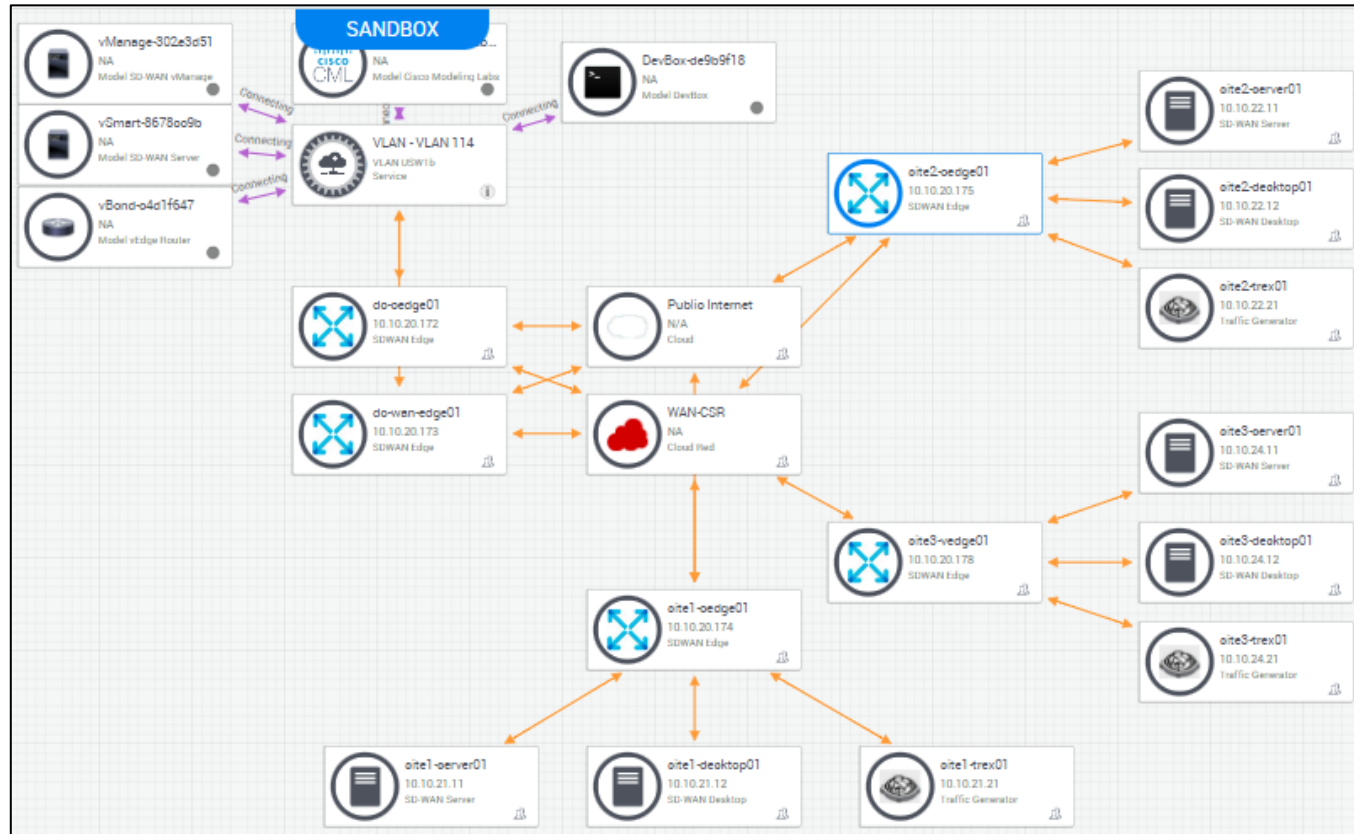 SANDBOX
vManage-302e3d51
NA
Model SD-WAN vManage
CISCO
CML
NA
Model Cisco Modeling Labs
DevBox-de9b9f18
NA
Model DevBox
Connecting
vSmart-8678oo9b
NA
Model SD-WAN Server
Connecting
VLAN - VLAN 114
VLAN USW1b
Service
Connecting
Connecting
vBond-o4d1f647
NA
Model vEdge Router
oite2-oerver01
10.10.22.11
SD-WAN Server
oite2-oedge01
10.10.20.175
SDWAN Edge
oite2-deoktop01
10.10.22.12
SD-WAN Desktop
oite2-trex01
10.10.22.21
Traffic Generator
do-oedge01
10.10.20.172
SDWAN Edge
Publio Internet
N/A
Cloud
do-wan-edge01
10.10.20.173
SDWAN Edge
WAN-CSR
NA
Cloud Red
oite3-oerver01
10.10.24.11
SD-WAN Server
oite3-vedge01
10.10.20.178
SDWAN Edge
oite3-deoktop01
10.10.24.12
SD-WAN Desktop
oite3-trex01
10.10.24.21
Traffic Generator
oite1-oedge01
10.10.20.174
SDWAN Edge
oite1-oerver01
10.10.21.11
SD-WAN Server
oite1-deoktop01
10.10.21.12
SD-WAN Desktop
oite1-trex01
10.10.21.21
Traffic Generator